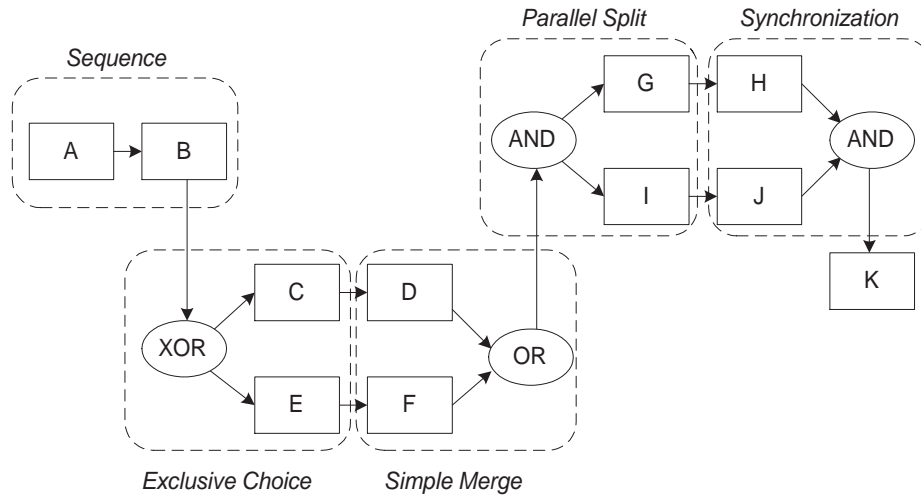 Parallel Split
Synchronization
Sequence
G
H
A
B
AND
AND
I
J
C
D
K
XOR
OR
E
F
Exclusive Choice
Simple Merge